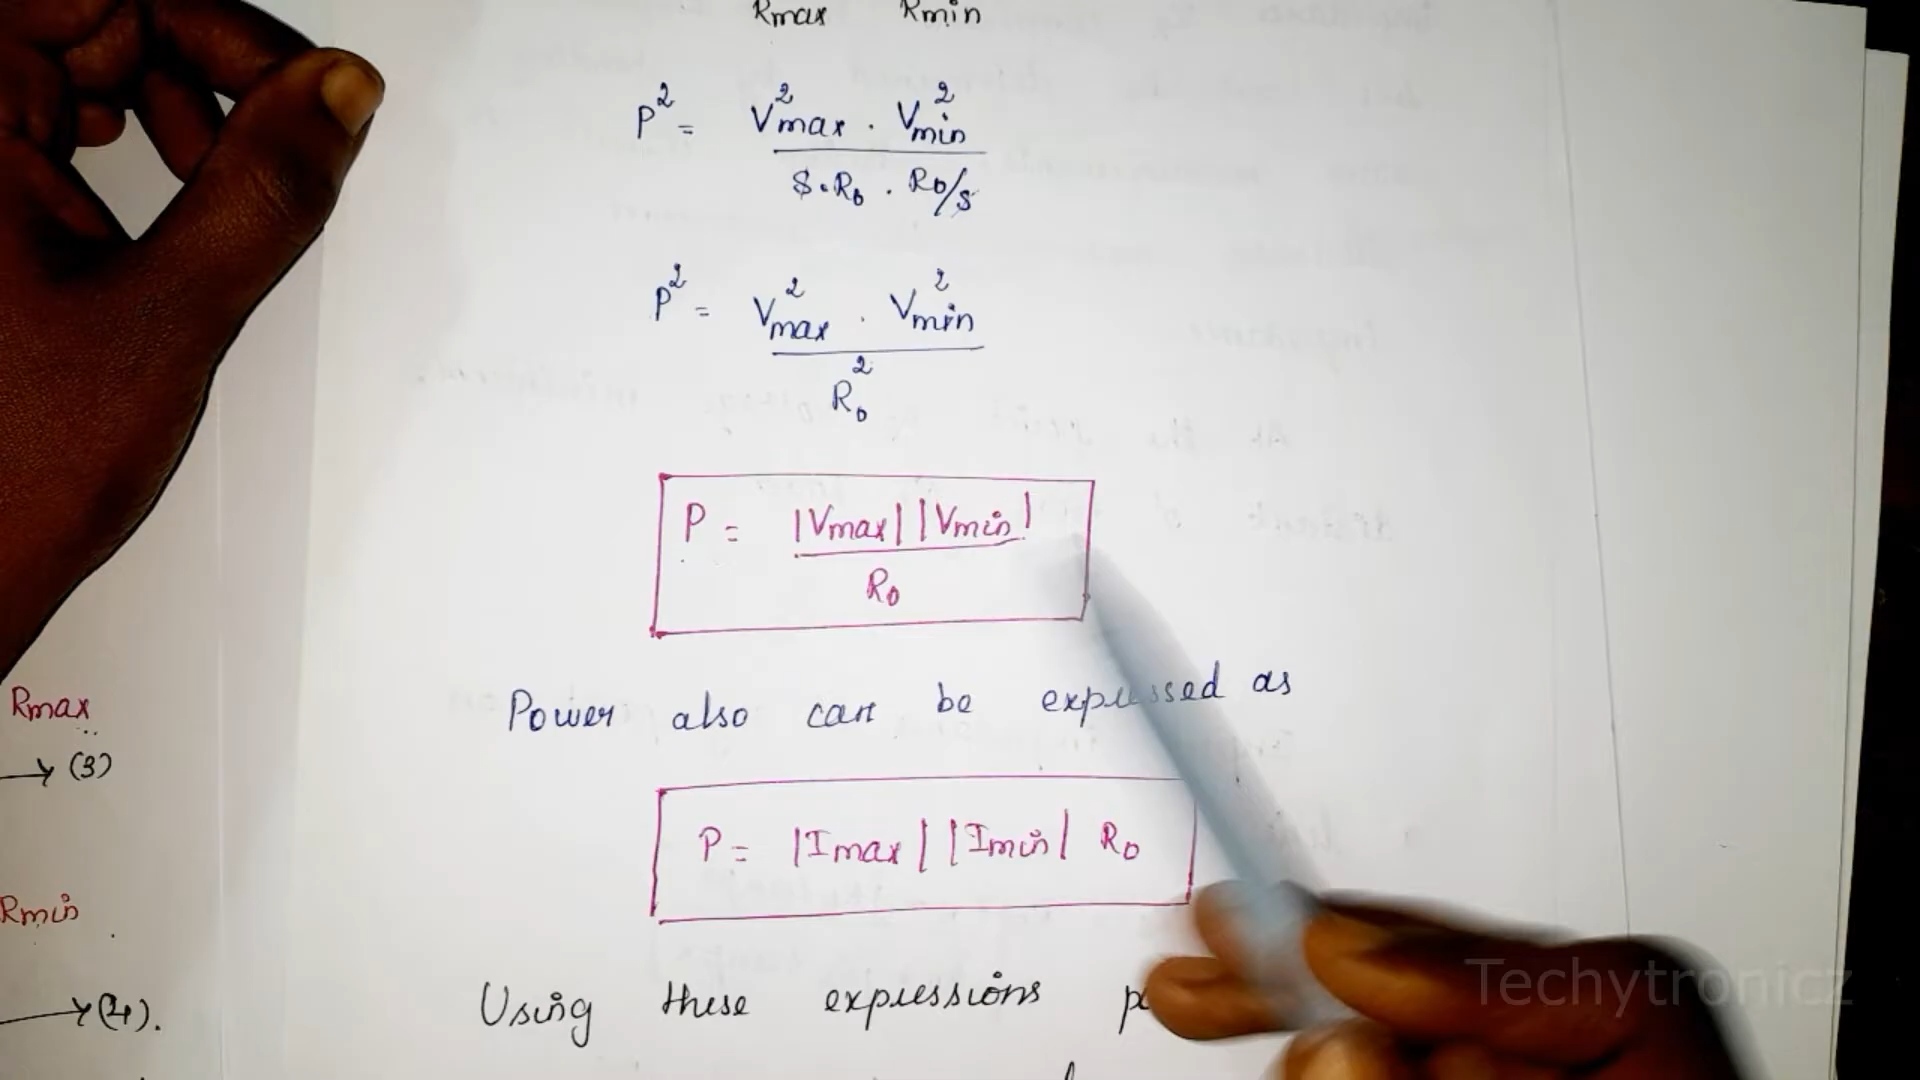 Rmax Rmin
P² = V²max . V²min
S.R₀ . R₀/S
P² = V²max . V²min
R₀²
P = |Vmax| |Vmin|
R₀
Rmax
Power also can be expressed as
→ (3)
P = |Imax| |Imin| R₀
Rmin
Using these expressions
→ (4).
Techytronicz